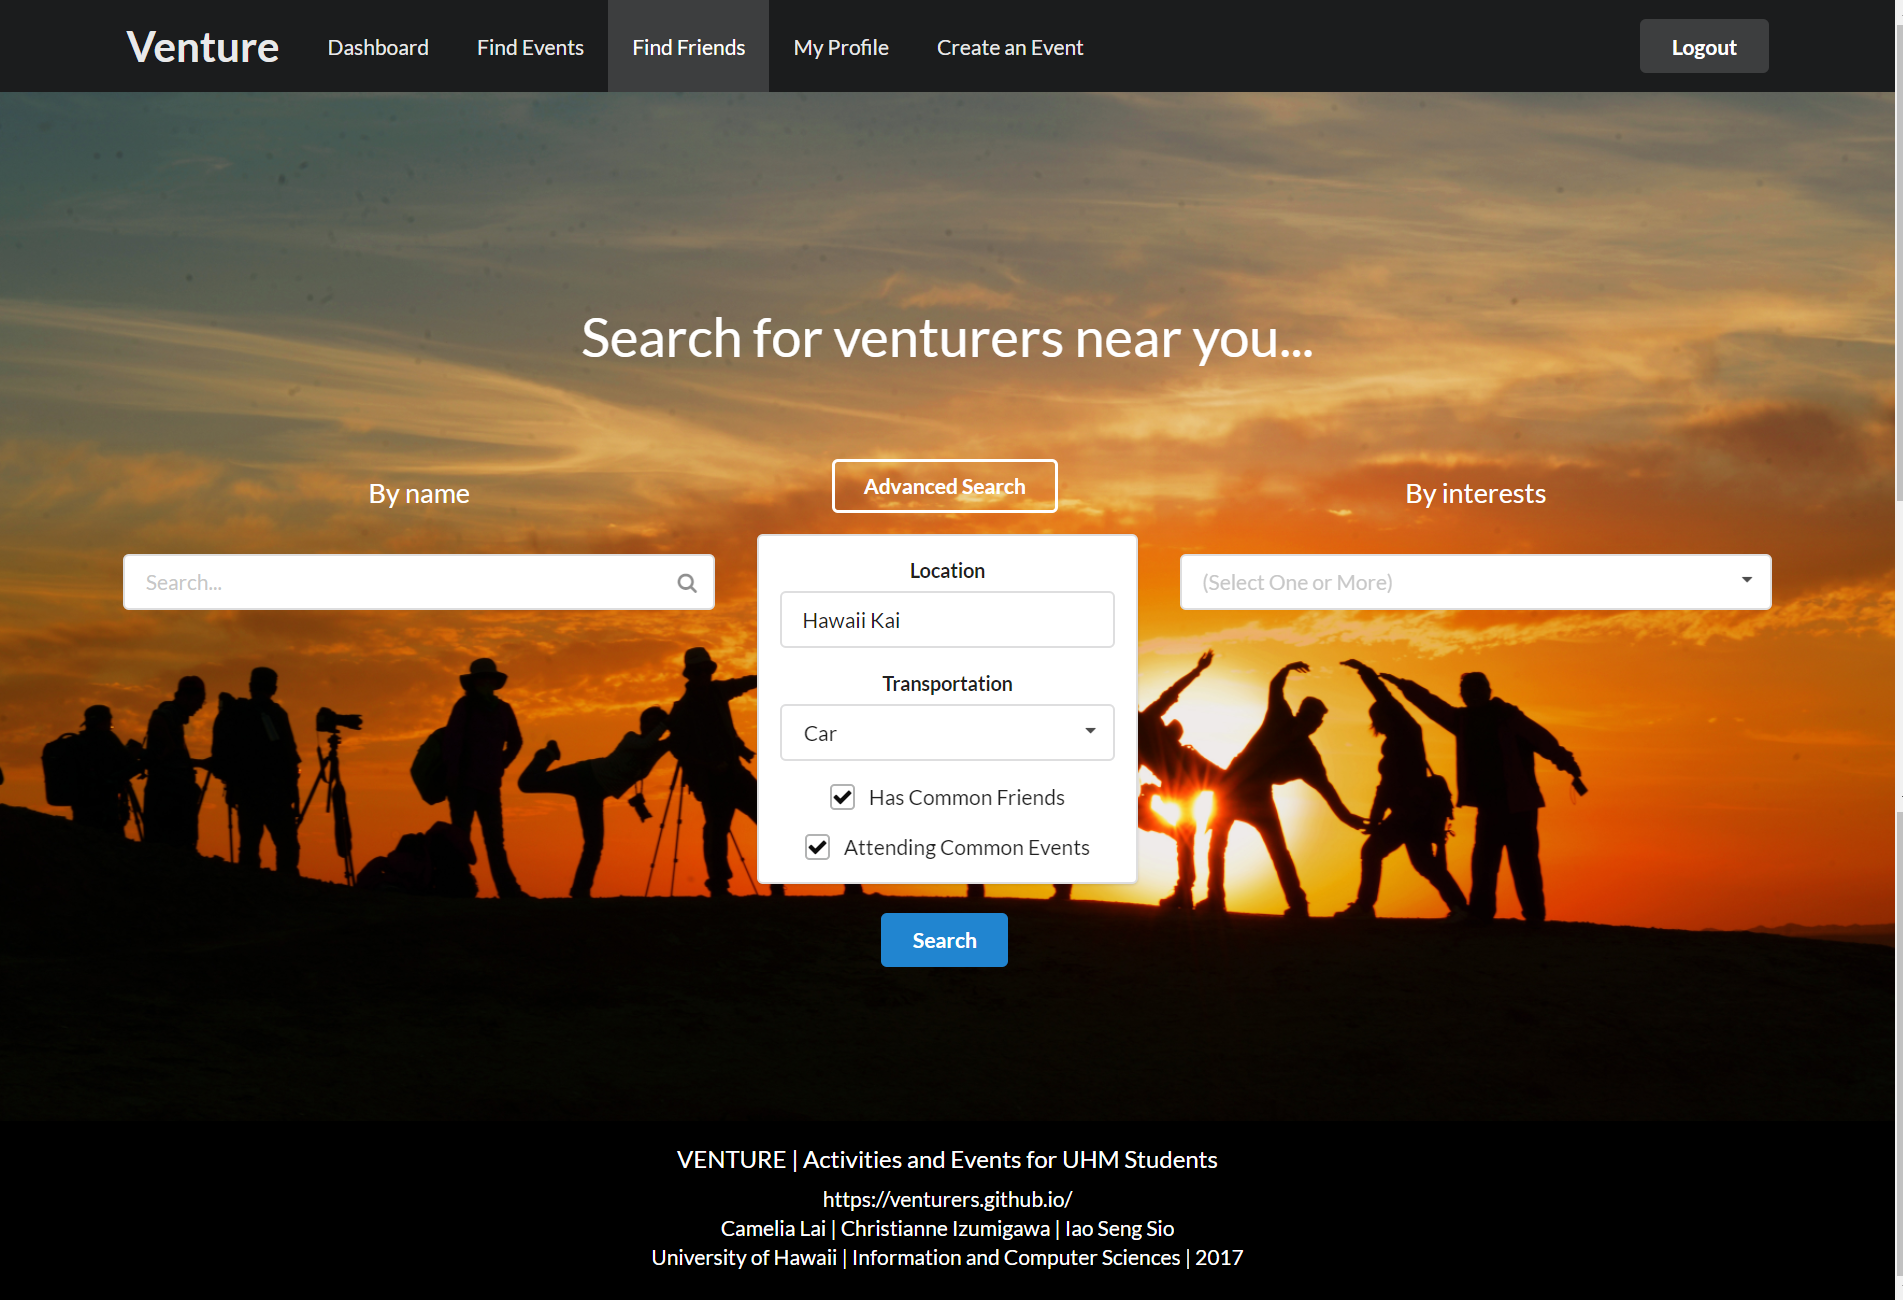 Venture
Dashboard
Find Events
Find Friends
My Profile
Create an Event
Logout
Search for venturers near you...
By name
Search...
Advanced Search
Location
Hawaii Kai
Transportation
Car
Has Common Friends
Attending Common Events
By interests
(Select One or More)
Search
VENTURE | Activities and Events for UHM Students
https://venturers.github.io/
Camelia Lai | Christianne Izumigawa | Iao Seng Sio
University of Hawaii | Information and Computer Sciences | 2017